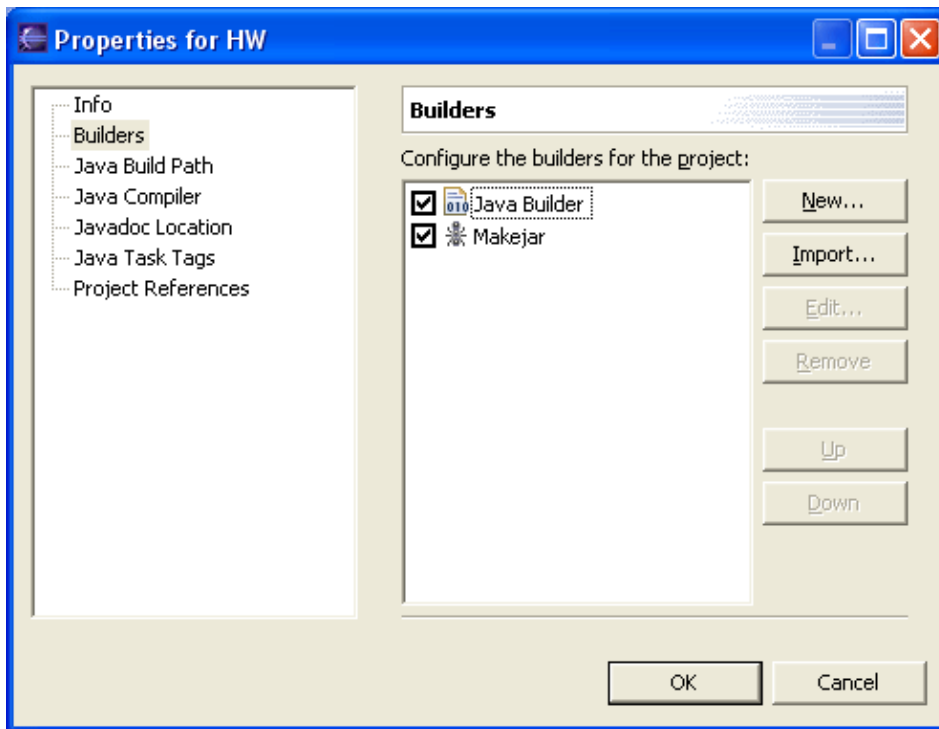 Properties for HW
Info
Builders
Java Build Path
Java Compiler
Javadoc Location
Java Task Tags
Project References
Builders
Configure the builders for the project:
010 Java Builder
Makejar
New...
Import...
Edit...
Remove
Up
Down
OK
Cancel